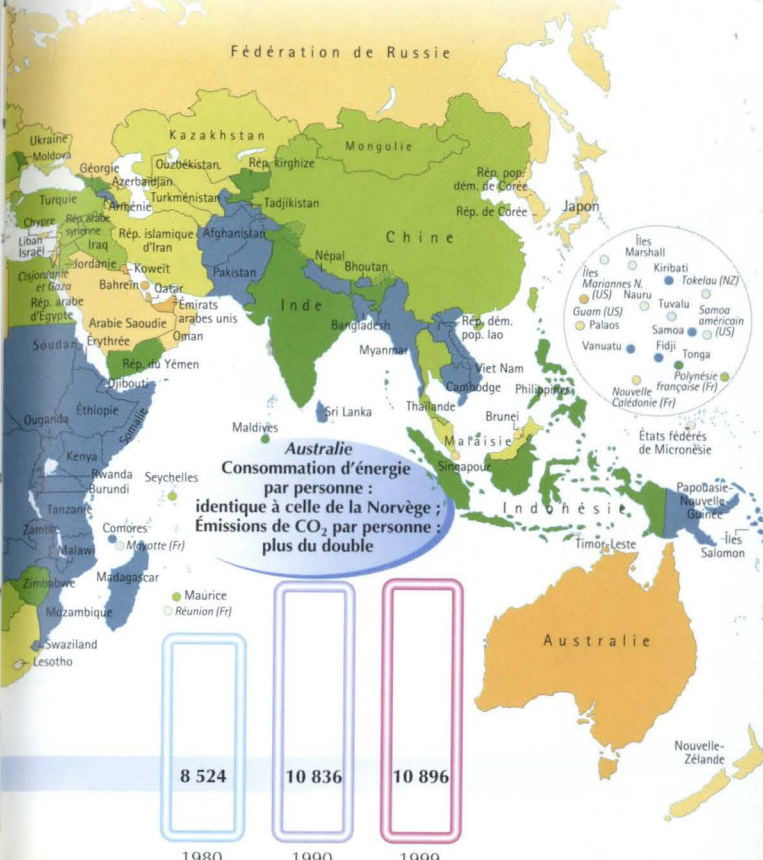 Fédération de Russie
Ukraine
Moldova
Kazakhstan
Mongolie
Géorgie
Ouzbékistan
Rép. kirghize
Azerbaïdjan
Arménie
Turkménistan
Tadjikistan
Turquie
Rép. pop.
dém. de Corée
Rép. de Corée
Japon
Chypre
Rép. arabe
syrienne
Liban
Israël
Iraq
Rép. islamique
d'Iran
Afghanistan
Chine
Jordanie
Cisjordanie
et Gaza
Koweït
Pakistan
Népal
Bhoutan
Bahreïn
Qatar
Rép. arabe
d'Égypte
Émirats
arabes unis
Inde
Arabie Saoudie
Oman
Bangladesh
Rép. dém.
pop. lao
Soudan
Érythrée
Rép. du Yémen
Myanmar
Djibouti
Viet Nam
Cambodge
Philippines
Thaïlande
Éthiopie
Somalie
Ouganda
Sri Lanka
Brunei
Maldives
Malaisie
Singapour
Kenya
Rwanda
Burundi
Seychelles
Indonésie
Tanzanie
Comores
Mayotte (Fr)
Zambie
Malawi
Zimbabwe
Madagascar
Mozambique
Maurice
Réunion (Fr)
Swaziland
Lesotho
Îles
Marshall
Îles
Mariannes N.
(US)
Kiribati
Tokelau (NZ)
Nauru
Guam (US)
Tuvalu
Samoa
américain
(US)
Palaos
Samoa
Vanuatu
Fidji
Tonga
Polynésie
française (Fr)
Nouvelle
Calédonie (Fr)
États fédérés
de Micronésie
Papouasie-
Nouvelle
Guinée
Îles
Salomon
Timor-Leste
Australie
Nouvelle-
Zélande
Australie
Consommation d'énergie
par personne :
identique à celle de la Norvège ;
Émissions de CO₂ par personne :
plus du double
8 524
10 836
10 896
1980
1990
1999